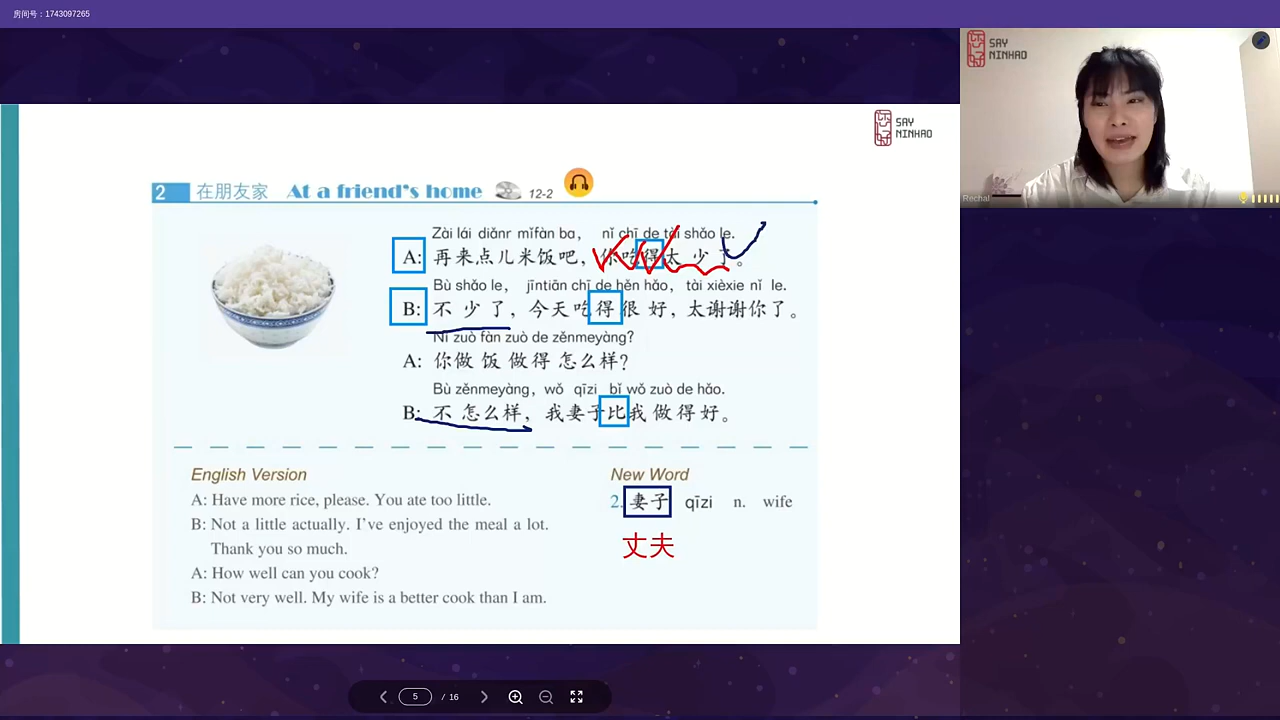 房间号：1743097265
SAY
NINHAO
SAY
NINHAO
2 在朋友家 At a friend's home 12-2
Zài lái diǎnr mǐfàn ba, nǐ chī de tài shǎo le.
A: 再来点儿米饭吧，你吃得太少了。
Bù shǎo le, jīntiān chī de hěn hǎo, tài xièxie nǐ le.
B: 不少了，今天吃得很好，太谢谢你了。
Nǐ zuò fàn zuò de zěnmeyàng?
A: 你做饭做得怎么样？
Bù zěnmeyàng, wǒ qīzi bǐ wǒ zuò de hǎo.
B: 不怎么样，我妻子比我做得好。
English Version
A: Have more rice, please. You ate too little.
B: Not a little actually. I've enjoyed the meal a lot.
Thank you so much.
A: How well can you cook?
B: Not very well. My wife is a better cook than I am.
New Word
2. 妻子 qīzi n. wife
丈夫
Rechal
5 / 16